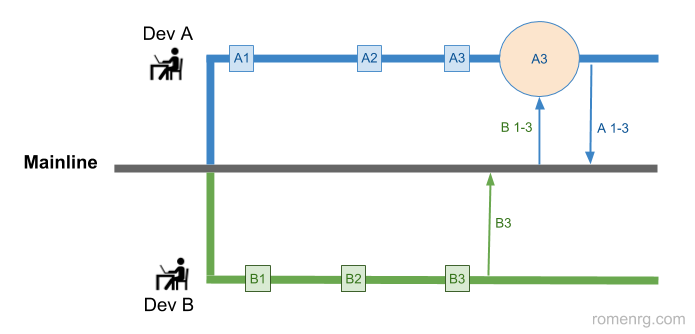 Dev A
A1
A2
A3
A3
B 1-3
A 1-3
Mainline
B3
B1
B2
B3
Dev B
romenrg.com